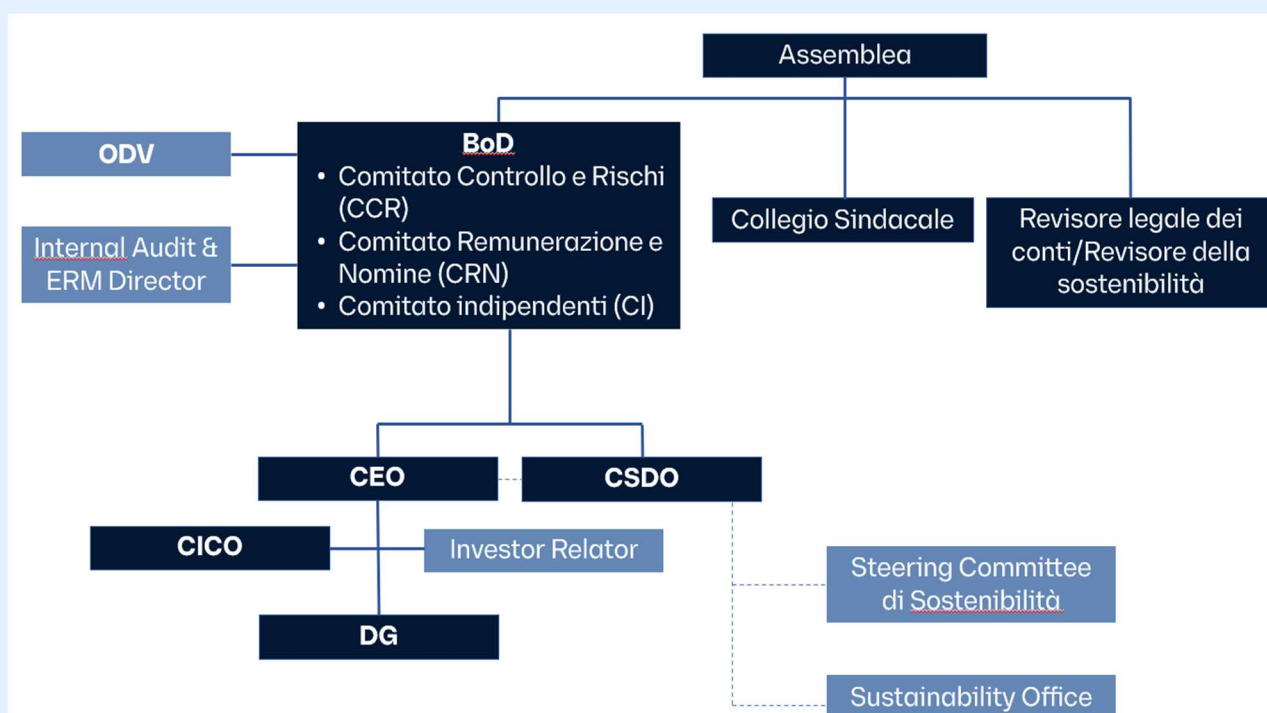 Assemblea
ODV
BoD
• Comitato Controllo e Rischi
(CCR)
• Comitato Remunerazione e
Nomine (CRN)
• Comitato indipendenti (CI)
Internal Audit &
ERM Director
Collegio Sindacale
Revisore legale dei
conti/Revisore della
sostenibilità
CEO
CSDO
CICO
Investor Relator
DG
Steering Committee
di Sostenibilità
Sustainability Office